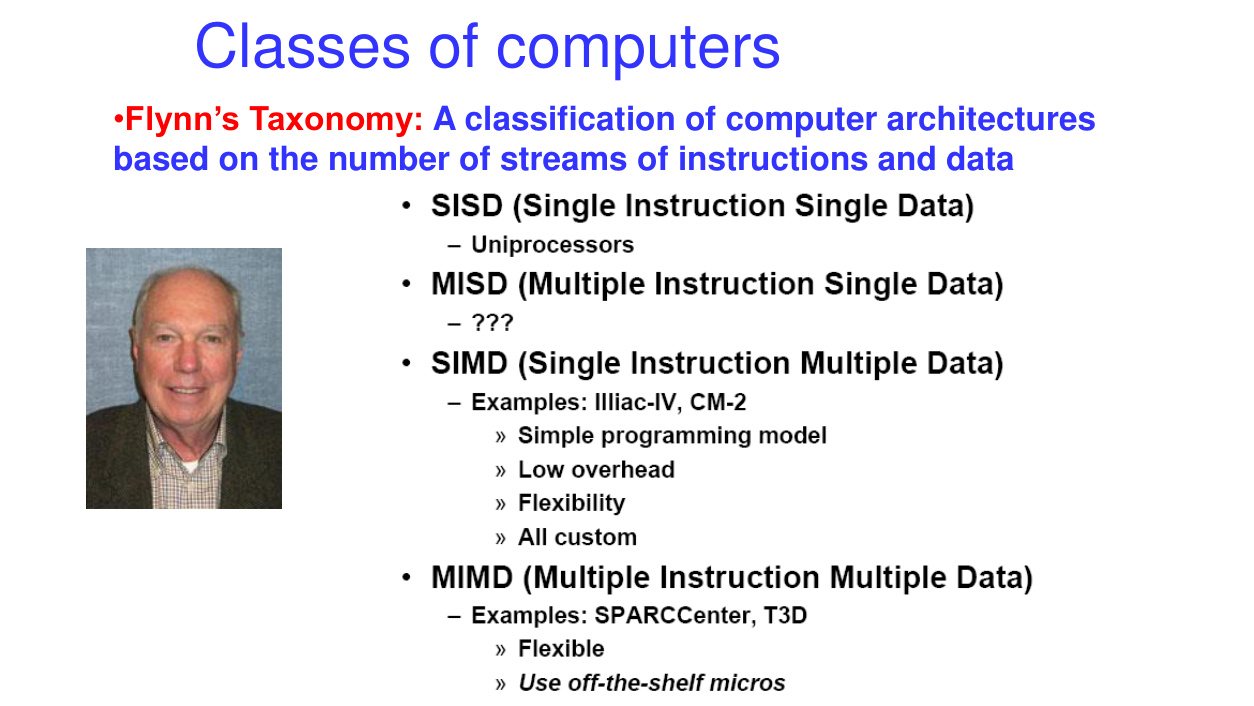 Classes of computers
•Flynn’s Taxonomy: A classification of computer architectures
based on the number of streams of instructions and data
• SISD (Single Instruction Single Data)
– Uniprocessors
• MISD (Multiple Instruction Single Data)
– ???
• SIMD (Single Instruction Multiple Data)
– Examples: Illiac-IV, CM-2
» Simple programming model
» Low overhead
» Flexibility
» All custom
• MIMD (Multiple Instruction Multiple Data)
– Examples: SPARCCenter, T3D
» Flexible
» Use off-the-shelf micros